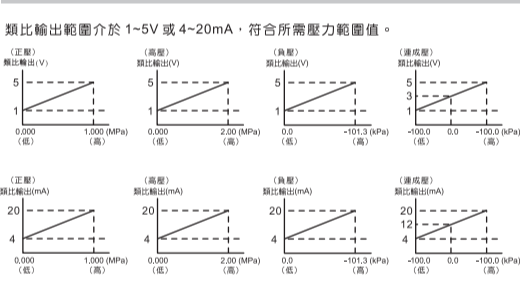 類比輸出範圍介於 1~5V 或 4~20mA，符合所需壓力範圍值。
（正壓）
類比輸出(V)
5
1
0.000 1.000 (MPa)
（低） （高）
（高壓）
類比輸出(V)
5
1
0.000 2.00 (MPa)
（低） （高）
（負壓）
類比輸出(V)
5
1
0.0 -101.3 (kPa)
（低） （高）
（連成壓）
類比輸出(V)
5
3
1
-100.0 0.0 -100.0 (kPa)
（低） （高）
（正壓）
類比輸出(mA)
20
4
0.000 1.000 (MPa)
（低） （高）
（高壓）
類比輸出(mA)
20
4
0.000 2.00 (MPa)
（低） （高）
（負壓）
類比輸出(mA)
20
4
0.0 -101.3 (kPa)
（低） （高）
（連成壓）
類比輸出(mA)
20
12
4
-100.0 0.0 -100.0 (kPa)
（低） （高）